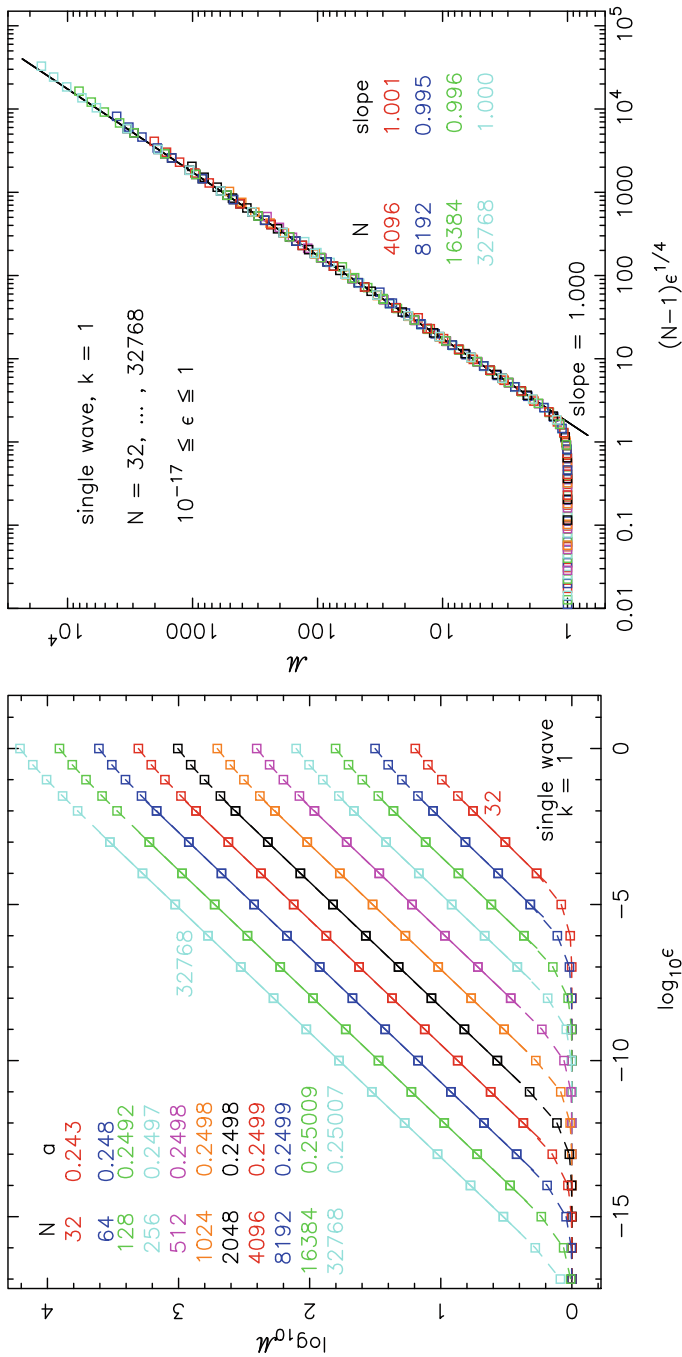 N a
32 0.243
64 0.248
128 0.2492
256 0.2497
512 0.2498
1024 0.2498
2048 0.2498
4096 0.2499
8192 0.2499
16384 0.25009
32768 0.25007
32768
32
single wave
k = 1
log10ℳ
0 1 2 3 4
−15 −10 −5 0
log10ϵ
single wave, k = 1
N = 32, ... , 32768
10^−17 ≤ ϵ ≤ 1
N slope
4096 1.001
8192 0.995
16384 0.996
32768 1.000
slope = 1.000
ℳ
1 10 100 1000 10^4
0.01 0.1 1 10 100 1000 10^4 10^5
(N−1)ϵ^1/4